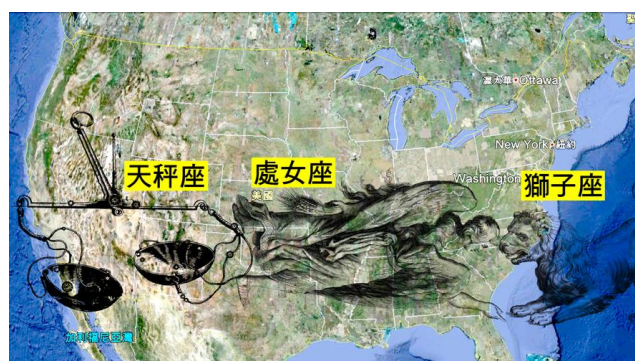 渥太華 Ottawa
New York 紐約
天秤座
處女座
美國
Washington
獅子座
加利福尼亞灣